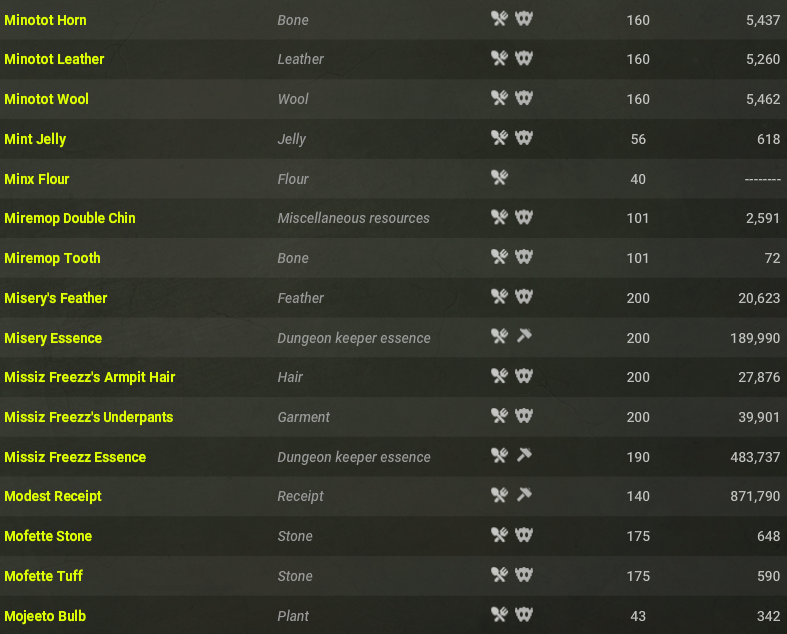 Minotot Horn Bone 160 5,437
Minotot Leather Leather 160 5,260
Minotot Wool Wool 160 5,462
Mint Jelly Jelly 56 618
Minx Flour Flour 40 --------
Miremop Double Chin Miscellaneous resources 101 2,591
Miremop Tooth Bone 101 72
Misery's Feather Feather 200 20,623
Misery Essence Dungeon keeper essence 200 189,990
Missiz Freezz's Armpit Hair Hair 200 27,876
Missiz Freezz's Underpants Garment 200 39,901
Missiz Freezz Essence Dungeon keeper essence 190 483,737
Modest Receipt Receipt 140 871,790
Mofette Stone Stone 175 648
Mofette Tuff Stone 175 590
Mojeeto Bulb Plant 43 342